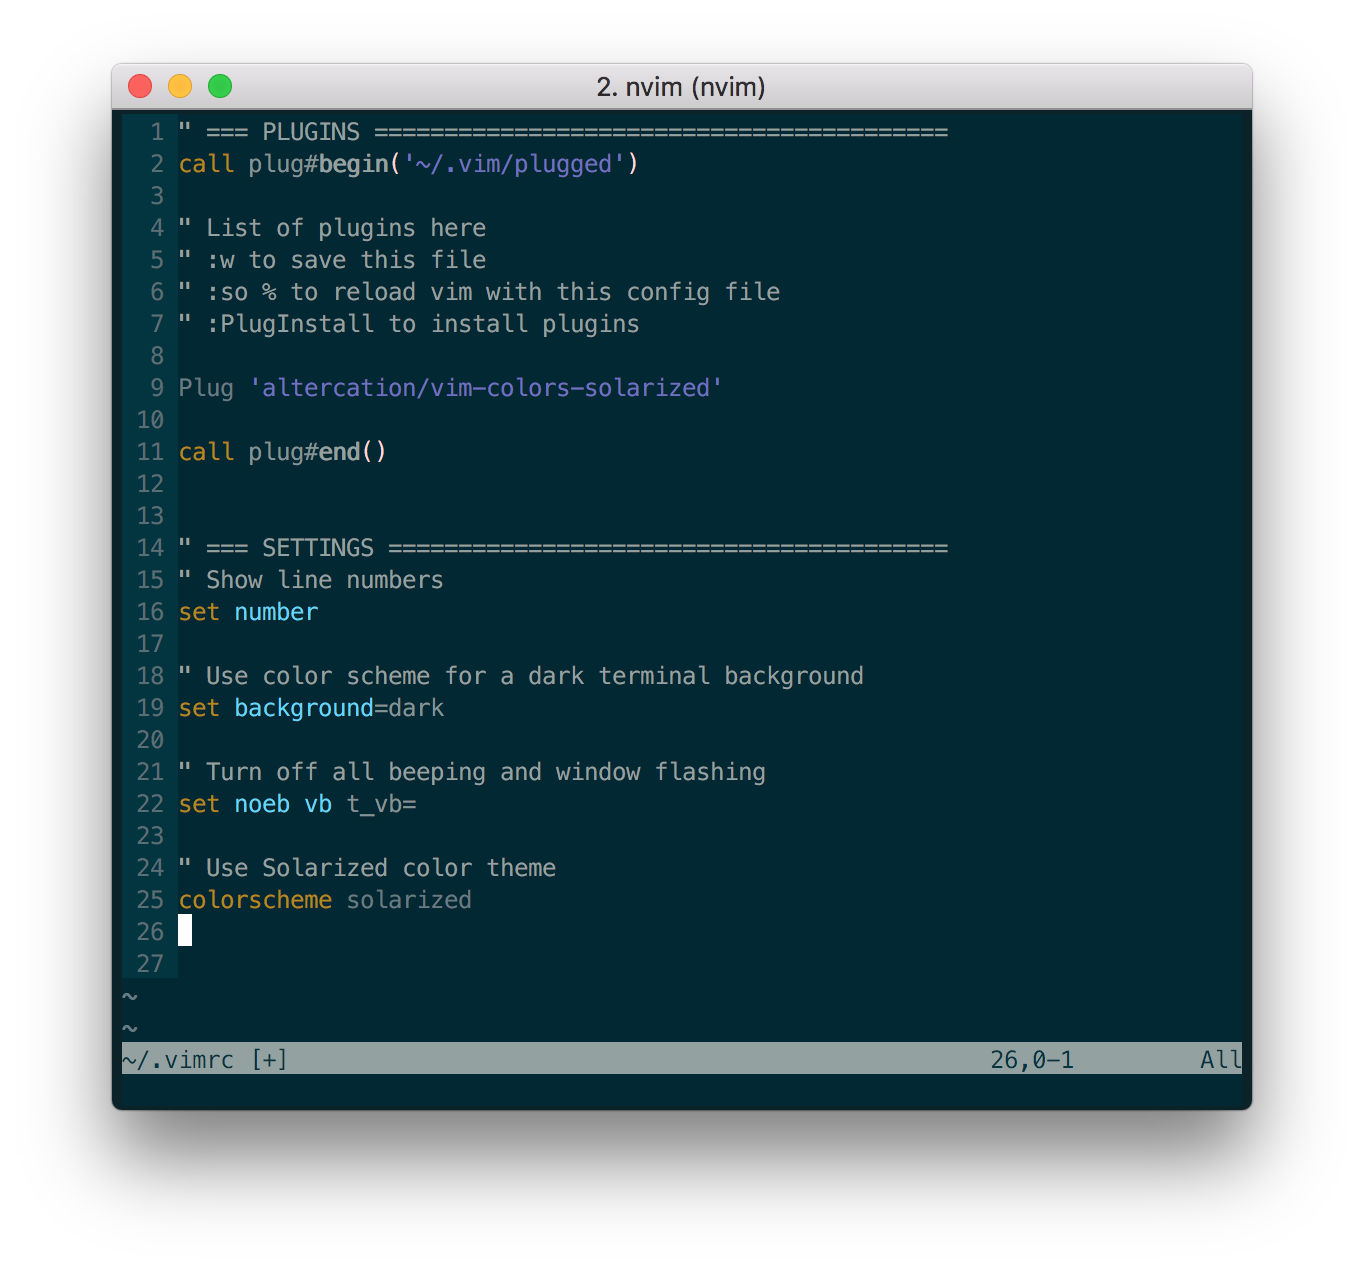 2. nvim (nvim)
1 " === PLUGINS =========================================
2 call plug#begin('~/.vim/plugged')
3
4 " List of plugins here
5 " :w to save this file
6 " :so % to reload vim with this config file
7 " :PlugInstall to install plugins
8
9 Plug 'altercation/vim-colors-solarized'
10
11 call plug#end()
12
13
14 " === SETTINGS ========================================
15 " Show line numbers
16 set number
17
18 " Use color scheme for a dark terminal background
19 set background=dark
20
21 " Turn off all beeping and window flashing
22 set noeb vb t_vb=
23
24 " Use Solarized color theme
25 colorscheme solarized
26
27
~
~
~/.vimrc [+] 26,0-1 All